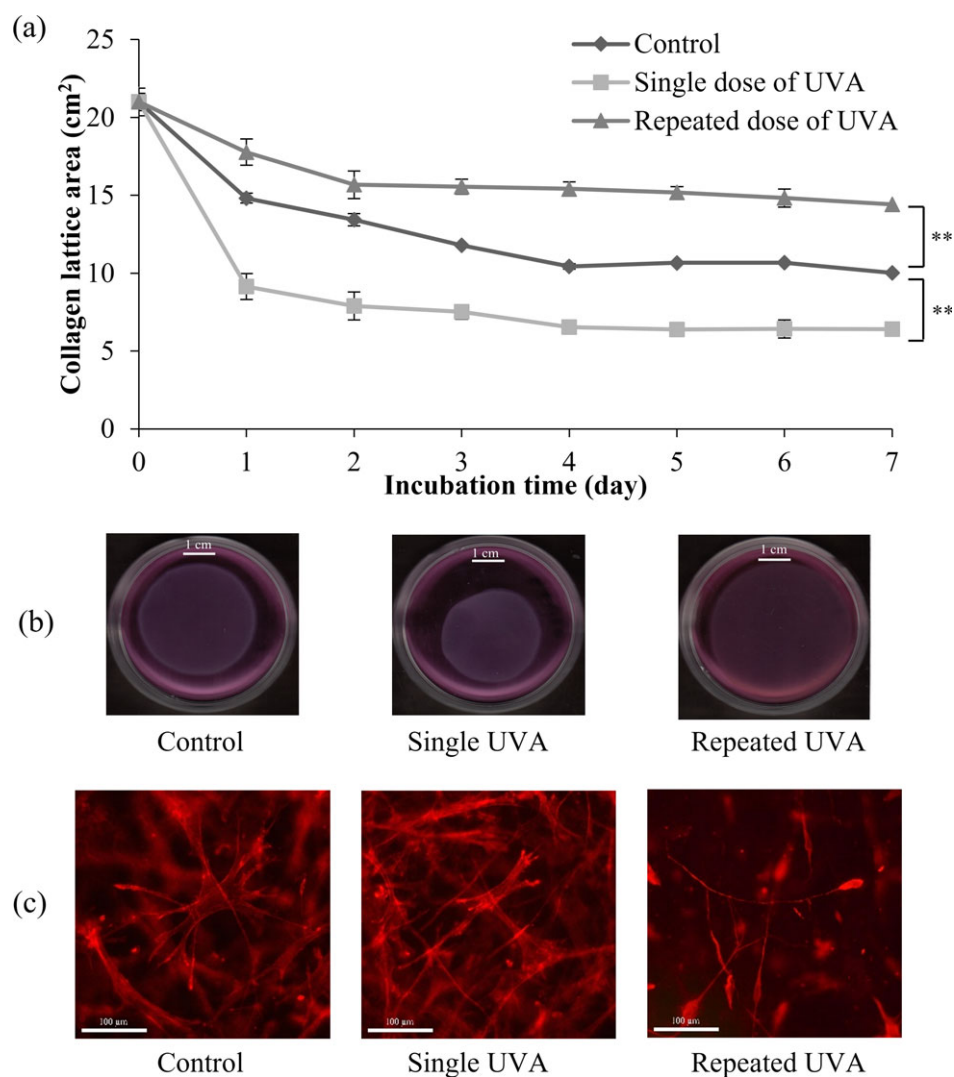 (a)
25
20
15
10
5
0
Collagen lattice area (cm²)
Control
Single dose of UVA
Repeated dose of UVA
**
**
0 1 2 3 4 5 6 7
Incubation time (day)
(b)
1 cm 1 cm 1 cm
Control Single UVA Repeated UVA
(c)
100 µm 100 µm 100 µm
Control Single UVA Repeated UVA